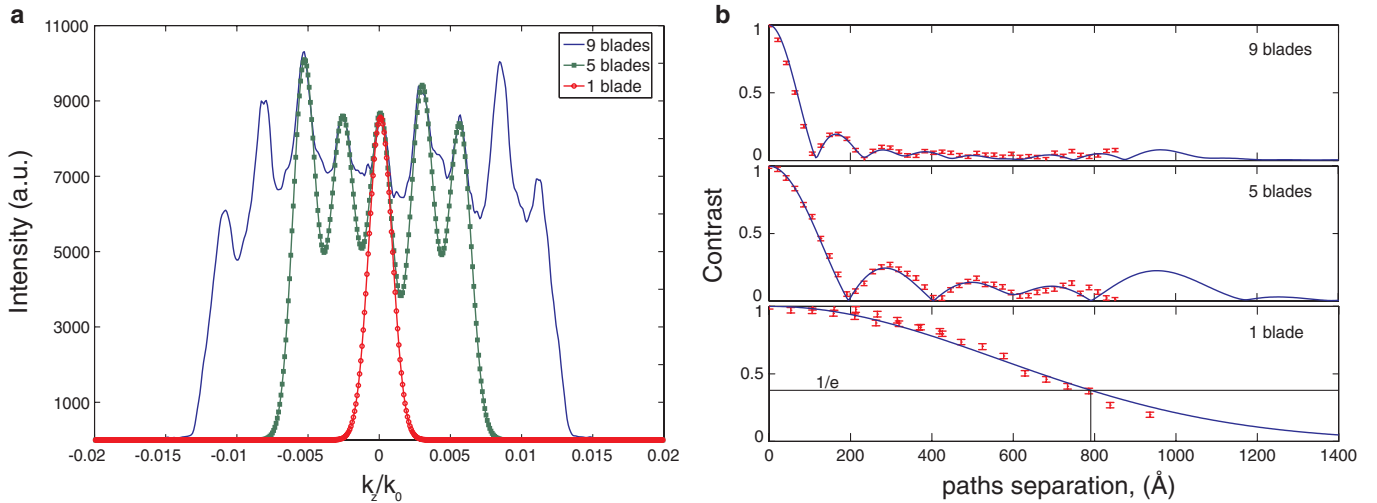 a
11000
9000
7000
5000
3000
1000
Intensity (a.u.)
9 blades
5 blades
1 blade
-0.02
-0.015
-0.01
-0.005
0
0.005
0.01
0.015
0.02
k_z/k_0
b
1
0.5
0
9 blades
1
0.5
0
5 blades
1
0.5
0
1 blade
1/e
Contrast
0
200
400
600
800
1000
1200
1400
paths separation, (Å)